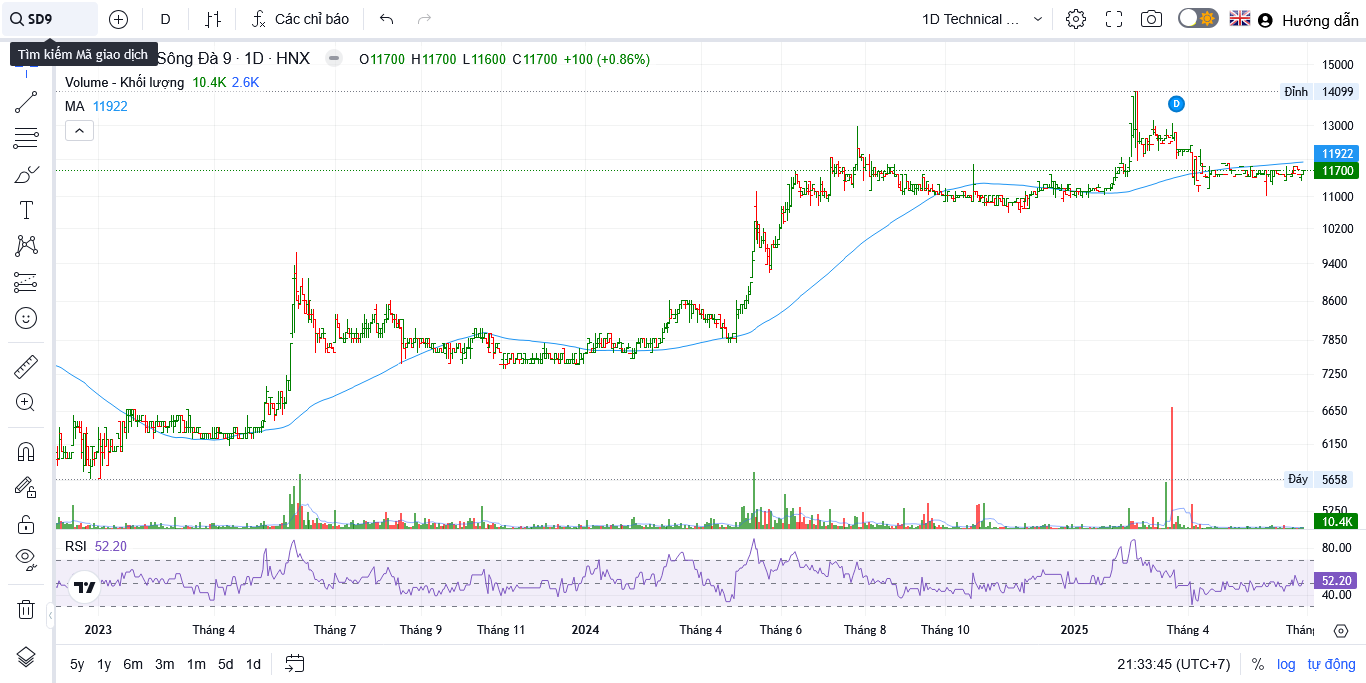 SD9 D Các chỉ báo 1D Technical ... Hướng dẫn
Tìm kiếm Mã giao dịch
Sông Đà 9 · 1D · HNX O11700 H11700 L11600 C11700 +100 (+0.86%)
Volume - Khối lượng 10.4K 2.6K
MA 11922
D
15000
Đỉnh 14099
13000
11922
11700
11000
10200
9400
8600
7850
7250
6650
6150
Đáy 5658
5250
10.4K
RSI 52.20
80.00
52.20
40.00
2023 Tháng 4 Tháng 7 Tháng 9 Tháng 11 2024 Tháng 4 Tháng 6 Tháng 8 Tháng 10 2025 Tháng 4
5y 1y 6m 3m 1m 5d 1d 21:33:45 (UTC+7) % log tự động